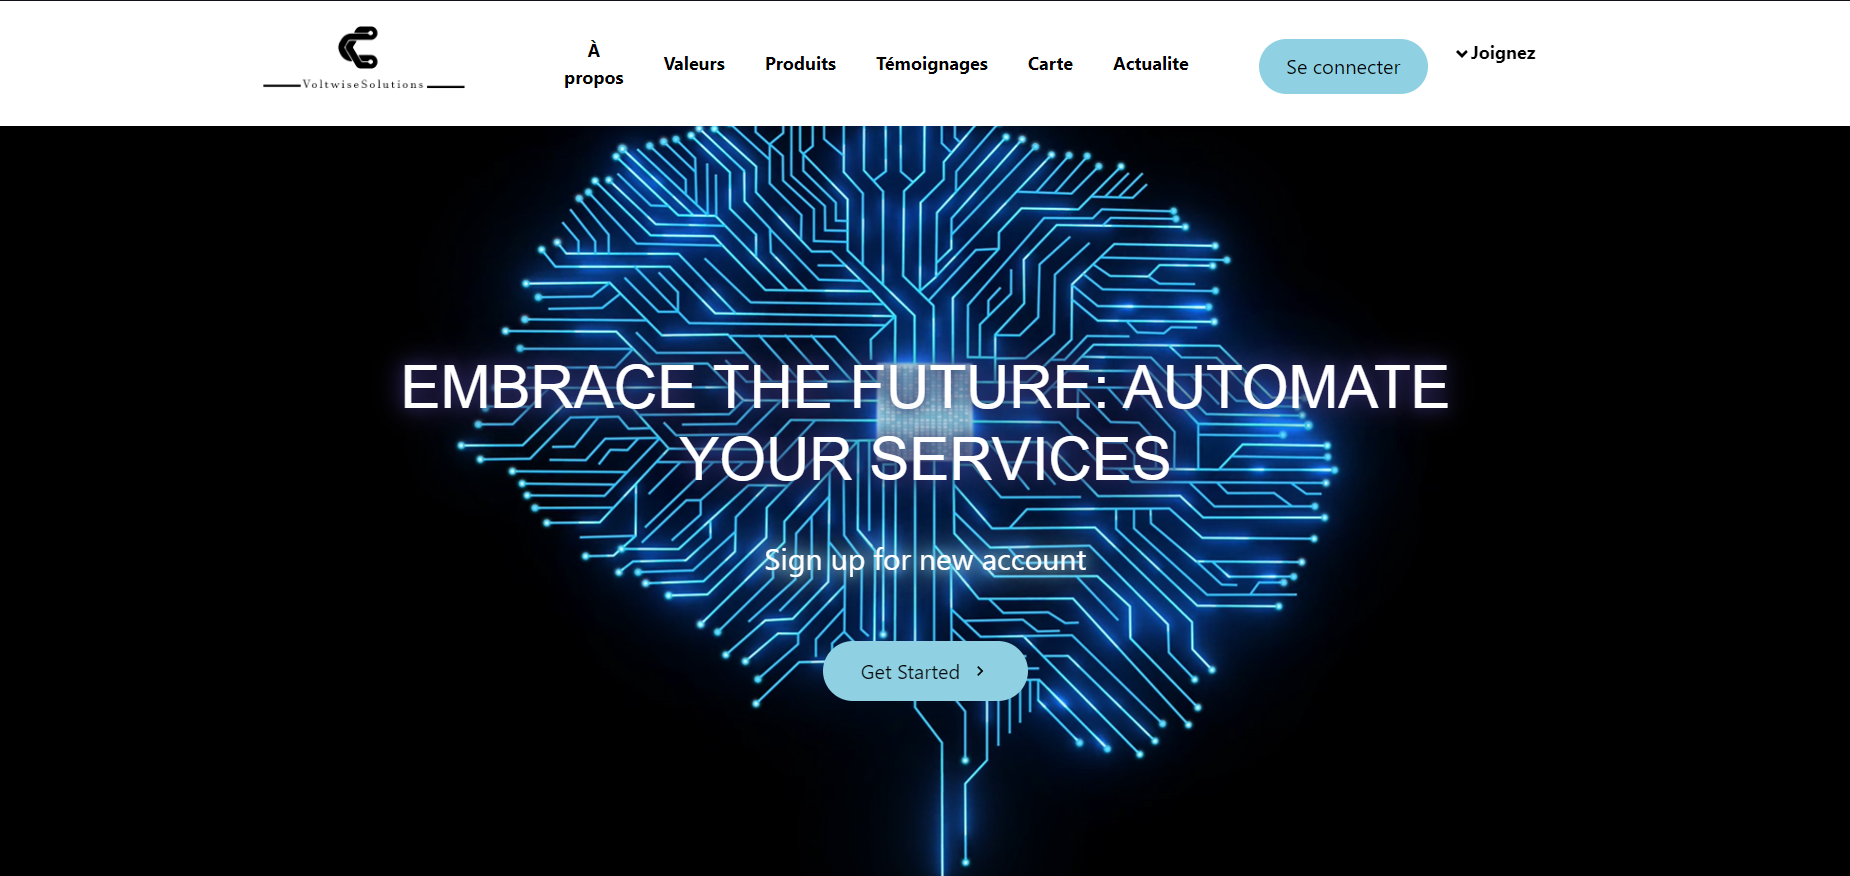 VoltwiseSolutions
À
propos
Valeurs
Produits
Témoignages
Carte
Actualite
Se connecter
Joignez
EMBRACE THE FUTURE: AUTOMATE
YOUR SERVICES
Sign up for new account
Get Started